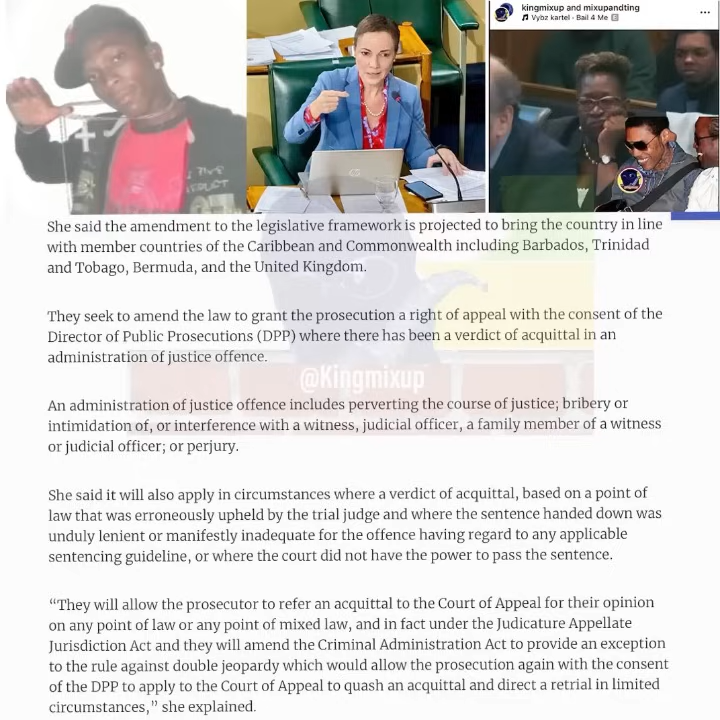 kingmixup and mixupandting
Vybz kartel · Bail 4 Me E
She said the amendment to the legislative framework is projected to bring the country in line
with member countries of the Caribbean and Commonwealth including Barbados, Trinidad
and Tobago, Bermuda, and the United Kingdom.
They seek to amend the law to grant the prosecution a right of appeal with the consent of the
Director of Public Prosecutions (DPP) where there has been a verdict of acquittal in an
administration of justice offence.
@Kingmixup
An administration of justice offence includes perverting the course of justice; bribery or
intimidation of, or interference with a witness, judicial officer, a family member of a witness
or judicial officer; or perjury.
She said it will also apply in circumstances where a verdict of acquittal, based on a point of
law that was erroneously upheld by the trial judge and where the sentence handed down was
unduly lenient or manifestly inadequate for the offence having regard to any applicable
sentencing guideline, or where the court did not have the power to pass the sentence.
“They will allow the prosecutor to refer an acquittal to the Court of Appeal for their opinion
on any point of law or any point of mixed law, and in fact under the Judicature Appellate
Jurisdiction Act and they will amend the Criminal Administration Act to provide an exception
to the rule against double jeopardy which would allow the prosecution again with the consent
of the DPP to apply to the Court of Appeal to quash an acquittal and direct a retrial in limited
circumstances,” she explained.